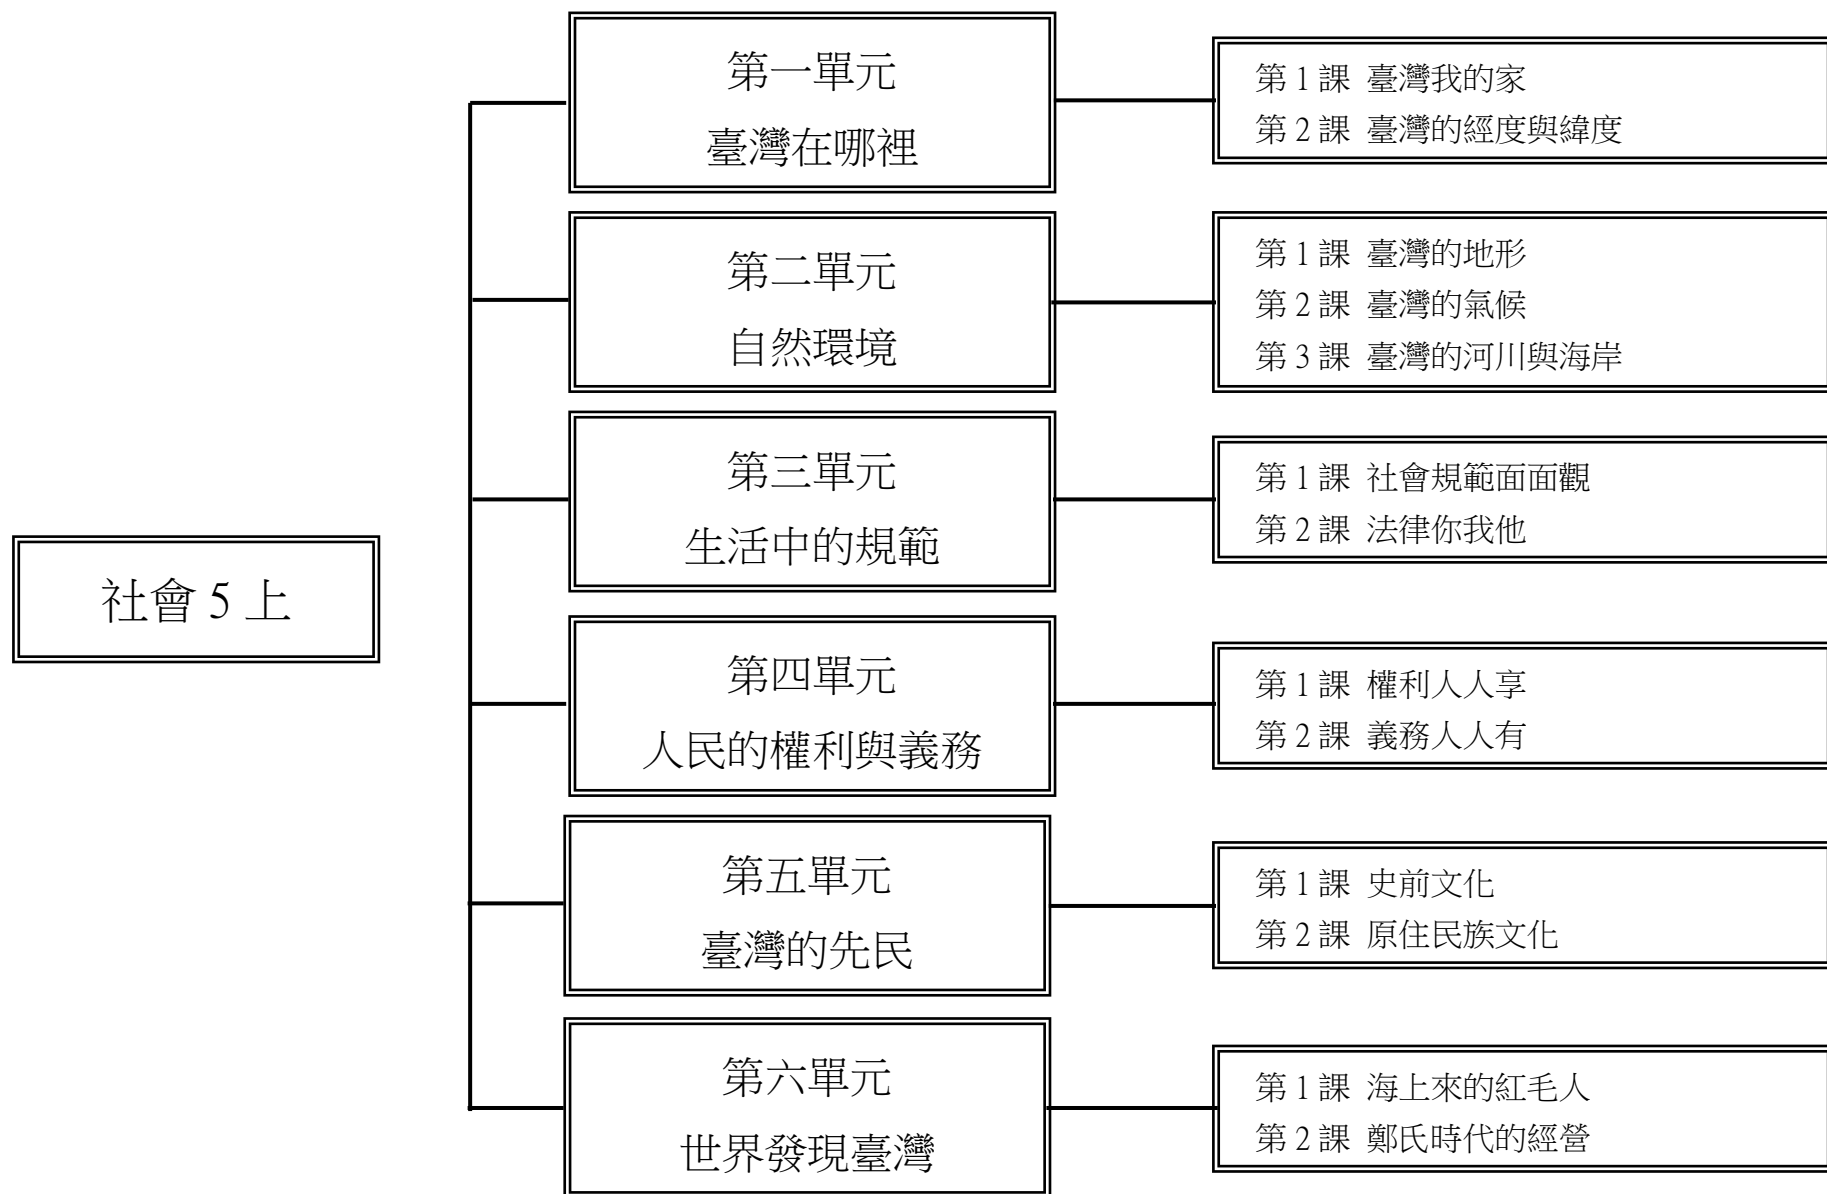 社會 5 上
第一單元
臺灣在哪裡
第 1 課 臺灣我的家
第 2 課 臺灣的經度與緯度
第二單元
自然環境
第 1 課 臺灣的地形
第 2 課 臺灣的氣候
第 3 課 臺灣的河川與海岸
第三單元
生活中的規範
第 1 課 社會規範面面觀
第 2 課 法律你我他
第四單元
人民的權利與義務
第 1 課 權利人人享
第 2 課 義務人人有
第五單元
臺灣的先民
第 1 課 史前文化
第 2 課 原住民族文化
第六單元
世界發現臺灣
第 1 課 海上來的紅毛人
第 2 課 鄭氏時代的經營